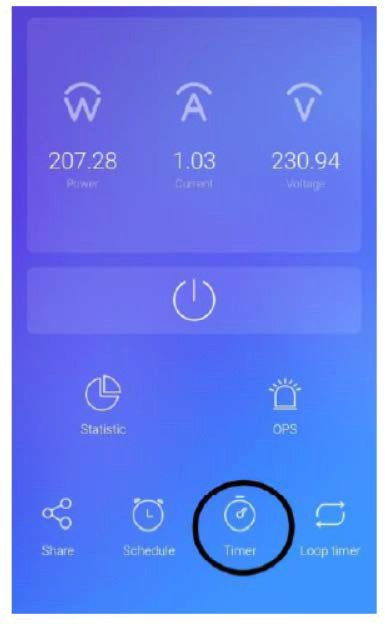 W A V
207.28 1.03 230.94
Power Current Voltage
Statistic OPS
Share Schedule Timer Loop timer